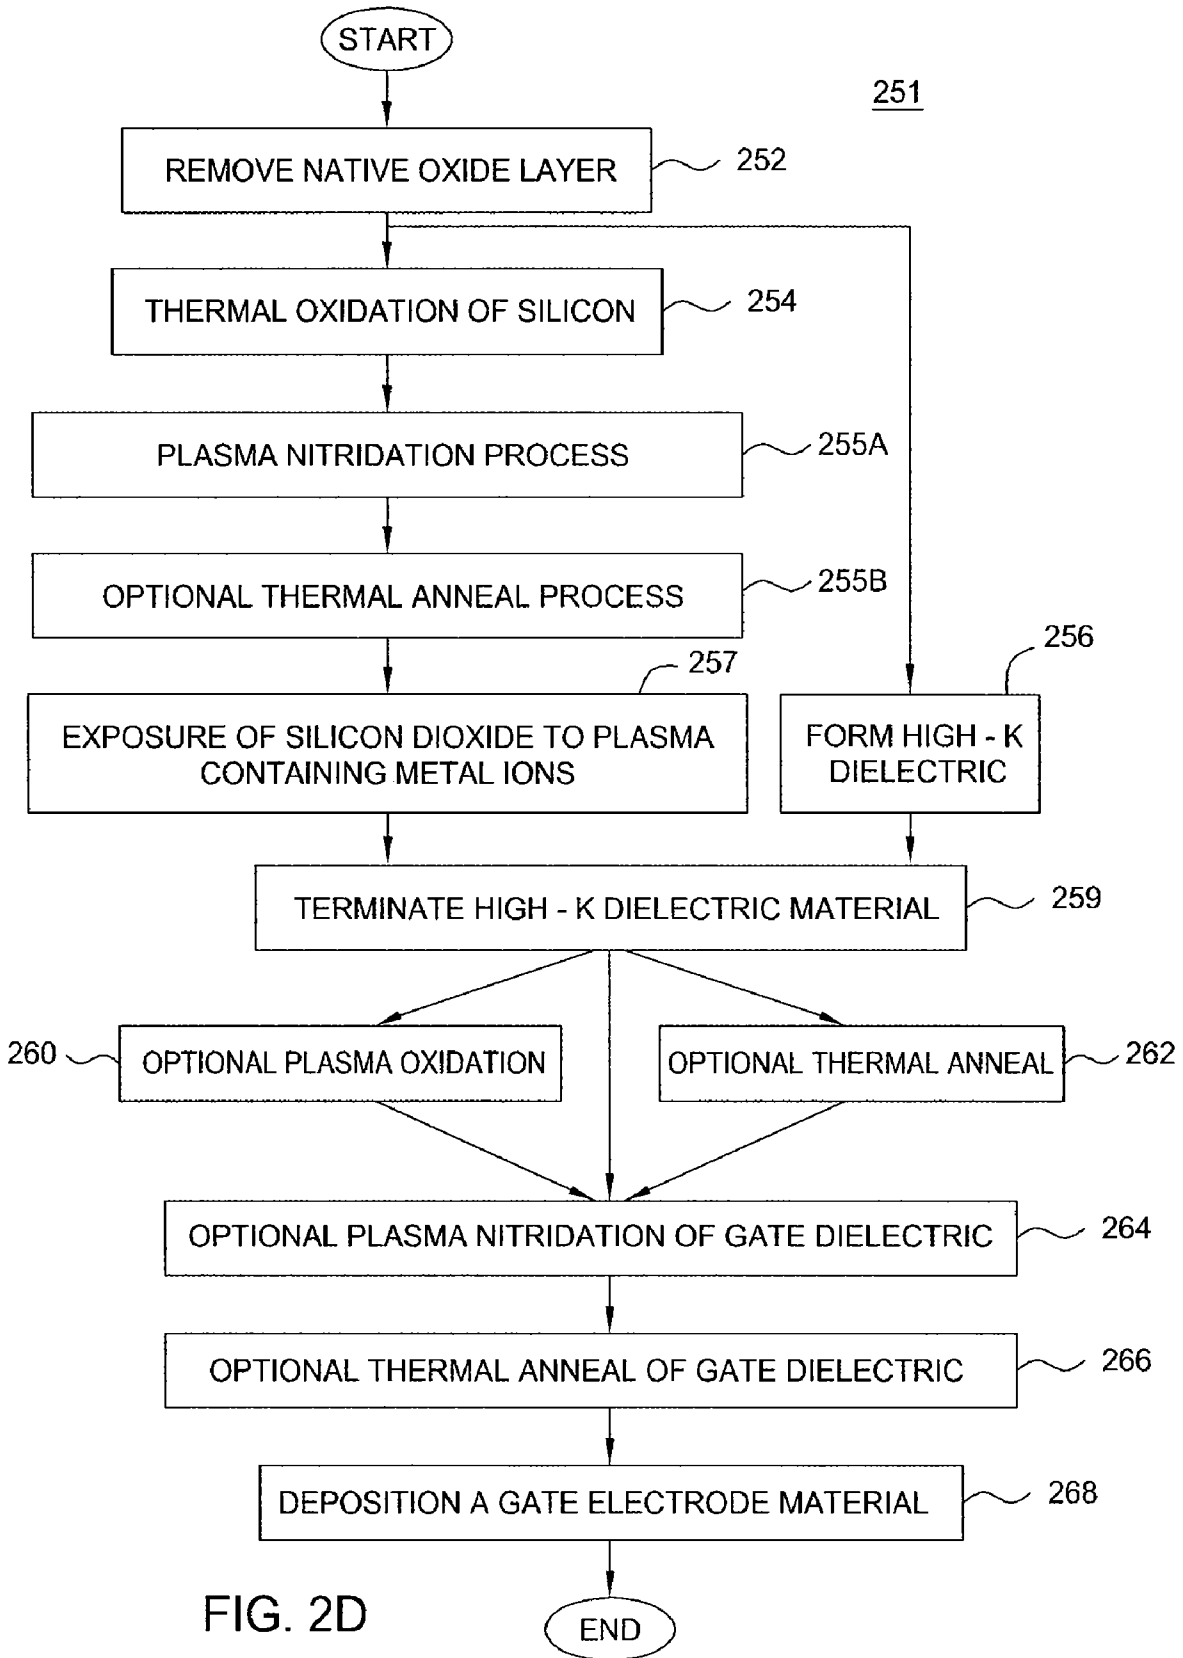 START
251
REMOVE NATIVE OXIDE LAYER
252
THERMAL OXIDATION OF SILICON
254
PLASMA NITRIDATION PROCESS
255A
OPTIONAL THERMAL ANNEAL PROCESS
255B
257
EXPOSURE OF SILICON DIOXIDE TO PLASMA
CONTAINING METAL IONS
256
FORM HIGH - K
DIELECTRIC
TERMINATE HIGH - K DIELECTRIC MATERIAL
259
260
OPTIONAL PLASMA OXIDATION
OPTIONAL THERMAL ANNEAL
262
OPTIONAL PLASMA NITRIDATION OF GATE DIELECTRIC
264
OPTIONAL THERMAL ANNEAL OF GATE DIELECTRIC
266
DEPOSITION A GATE ELECTRODE MATERIAL
268
FIG. 2D
END